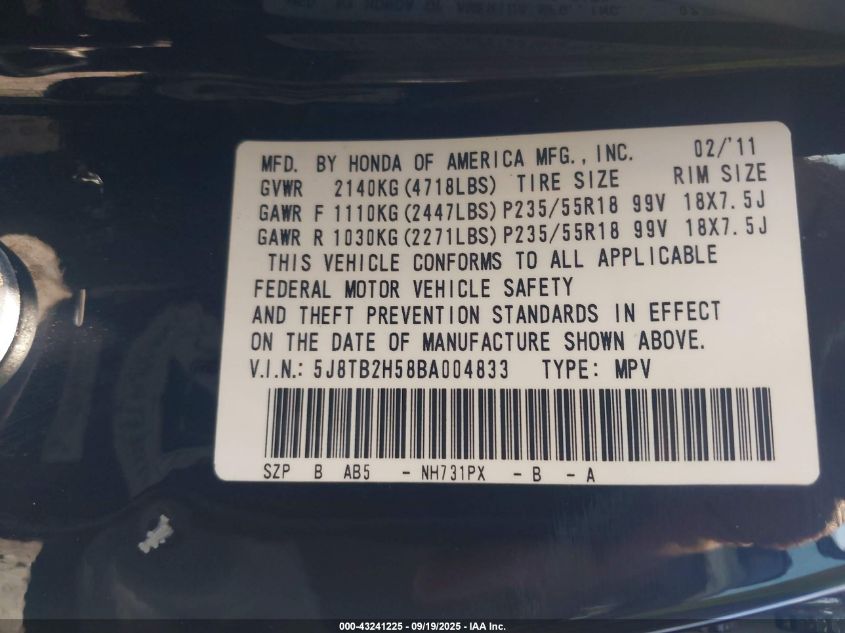 MFD. BY HONDA OF AMERICA MFG., INC. 02/'11
GVWR 2140KG(4718LBS) TIRE SIZE RIM SIZE
GAWR F 1110KG(2447LBS)P235/55R18 99V 18X7.5J
GAWR R 1030KG(2271LBS)P235/55R18 99V 18X7.5J
THIS VEHICLE CONFORMS TO ALL APPLICABLE
FEDERAL MOTOR VEHICLE SAFETY
AND THEFT PREVENTION STANDARDS IN EFFECT
ON THE DATE OF MANUFACTURE SHOWN ABOVE.
V.I.N.: 5J8TB2H58BA004833 TYPE: MPV
SZP B AB5 - NH731PX - B - A
000-43241225 - 09/19/2025 - IAA Inc.